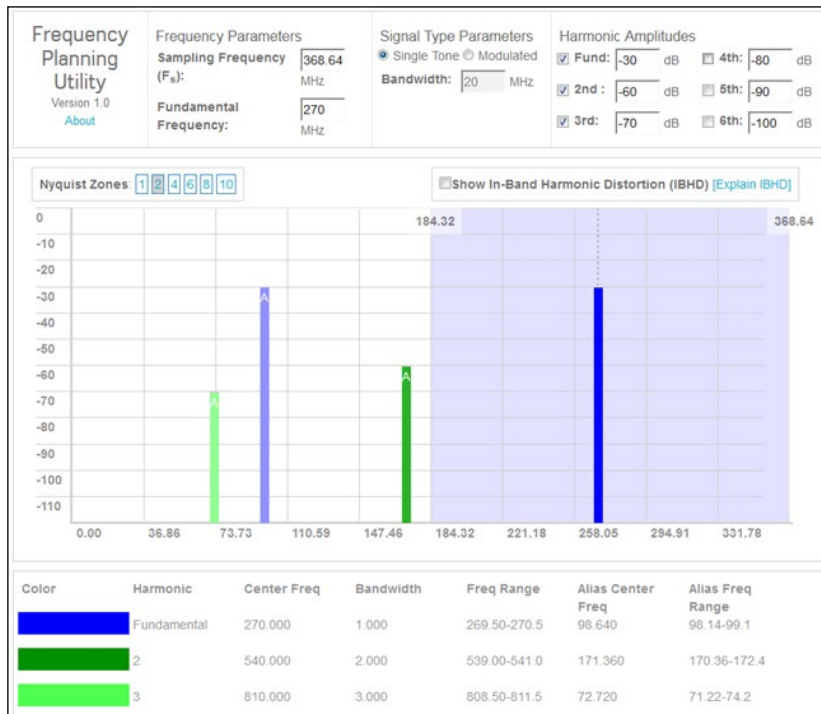 Frequency Planning Utility
Version 1.0
About
Frequency Parameters
Sampling Frequency (Fs): 368.64 MHz
Fundamental Frequency: 270 MHz
Signal Type Parameters
Single Tone Modulated
Bandwidth: 20 MHz
Harmonic Amplitudes
Fund: -30 dB 4th: -80 dB
2nd : -60 dB 5th: -90 dB
3rd: -70 dB 6th: -100 dB
Nyquist Zones: 1 2 4 6 8 10
Show In-Band Harmonic Distortion (IBHD) [Explain IBHD]
184.32 368.64
0
-10
-20
-30
-40
-50
-60
-70
-80
-90
-100
-110
A
A
A
0.00 36.86 73.73 110.59 147.46 184.32 221.18 258.05 294.91 331.78
Color Harmonic Center Freq Bandwidth Freq Range Alias Center Freq Alias Freq Range
Fundamental 270.000 1.000 269.50-270.5 98.640 98.14-99.1
2 540.000 2.000 539.00-541.0 171.360 170.36-172.4
3 810.000 3.000 808.50-811.5 72.720 71.22-74.2